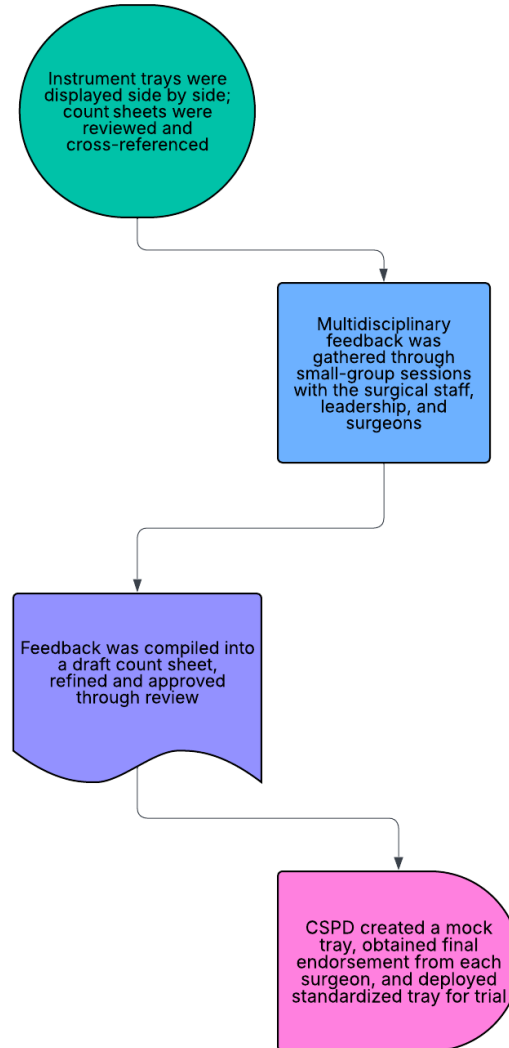 Instrument trays were
displayed side by side;
count sheets were
reviewed and
cross-referenced
Multidisciplinary
feedback was
gathered through
small-group sessions
with the surgical staff,
leadership, and
surgeons
Feedback was compiled into
a draft count sheet,
refined and approved
through review
CSPD created a mock
tray, obtained final
endorsement from each
surgeon, and deployed
standardized tray for trial